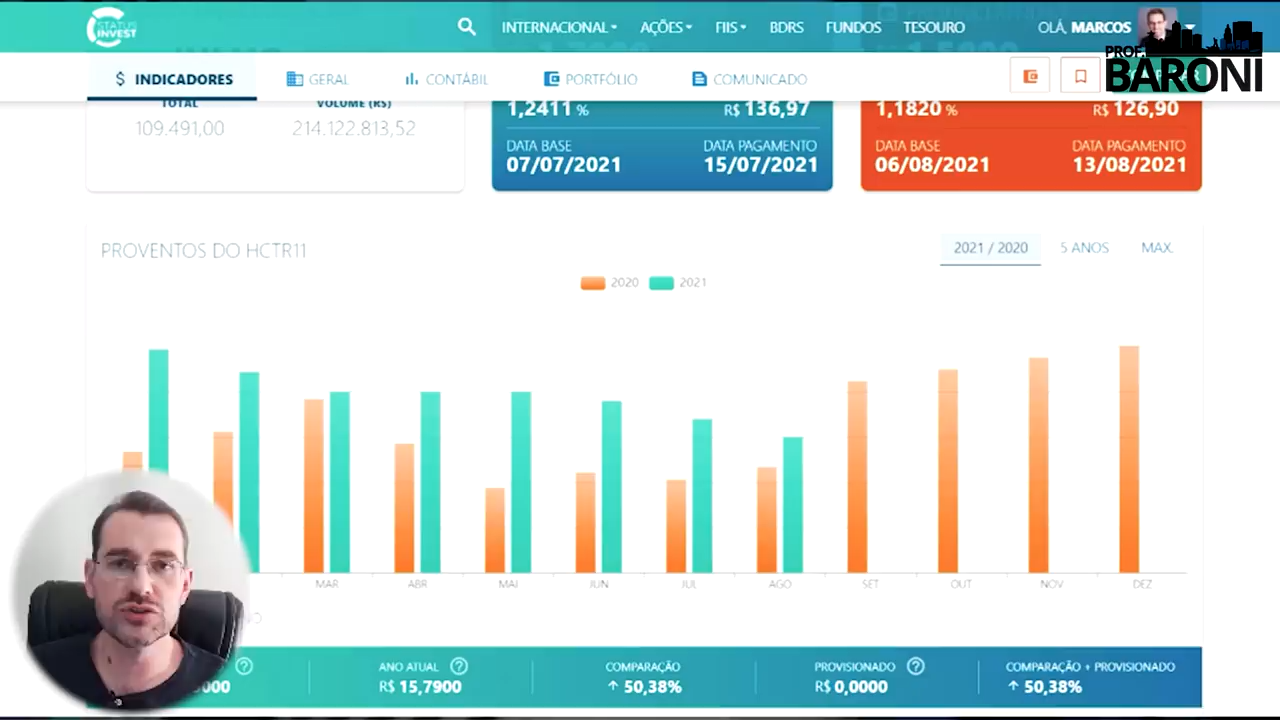 STATUS
INVEST
INTERNACIONAL
AÇÕES
FIIS
BDRS
FUNDOS
TESOURO
OLÁ, MARCOS
PROF.
BARONI
$ INDICADORES
GERAL
CONTÁBIL
PORTFÓLIO
COMUNICADO
TOTAL
109.491,00
VOLUME (R$)
214.122.813,52
1,2411 %
R$ 136,97
DATA BASE
07/07/2021
DATA PAGAMENTO
15/07/2021
1,1820 %
R$ 126,90
DATA BASE
06/08/2021
DATA PAGAMENTO
13/08/2021
PROVENTOS DO HCTR11
2021 / 2020
5 ANOS
MAX.
2020
2021
MAR
ABR
MAI
JUN
JUL
AGO
SET
OUT
NOV
DEZ
ANO ATUAL ?
R$ 15,7900
COMPARAÇÃO
↑ 50,38%
PROVISIONADO ?
R$ 0,0000
COMPARAÇÃO + PROVISIONADO
↑ 50,38%